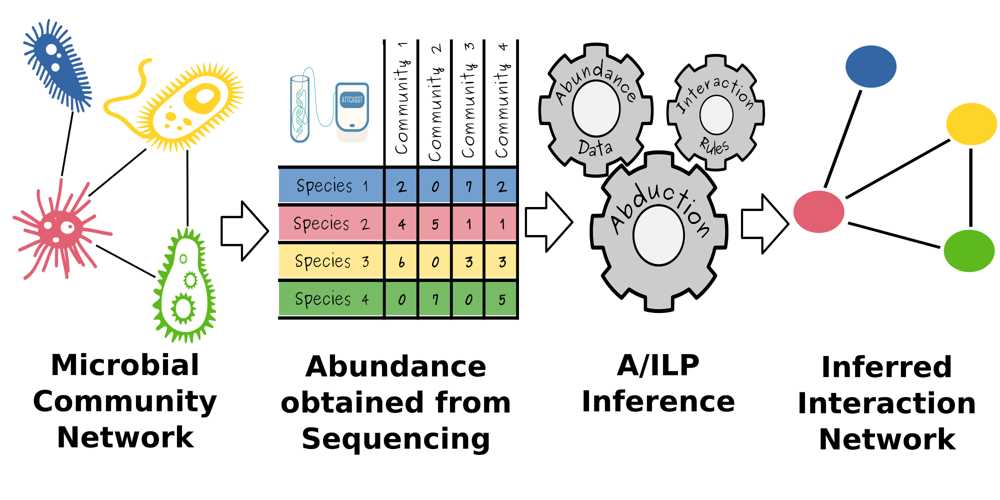 ATTCAGGT
Community 1
Community 2
Community 3
Community 4
Species 1 2 0 7 2
Species 2 4 5 1 1
Species 3 6 0 3 3
Species 4 0 7 0 5
Abundance
Data
Interaction
Rules
Abduction
Microbial
Community
Network
Abundance
obtained from
Sequencing
A/ILP
Inference
Inferred
Interaction
Network